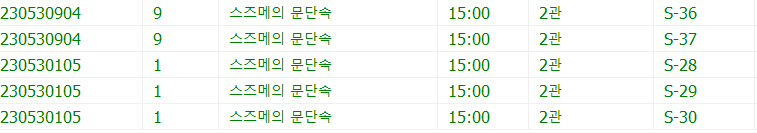 230530904 9 스즈메의 문단속 15:00 2관 S-36
230530904 9 스즈메의 문단속 15:00 2관 S-37
230530105 1 스즈메의 문단속 15:00 2관 S-28
230530105 1 스즈메의 문단속 15:00 2관 S-29
230530105 1 스즈메의 문단속 15:00 2관 S-30